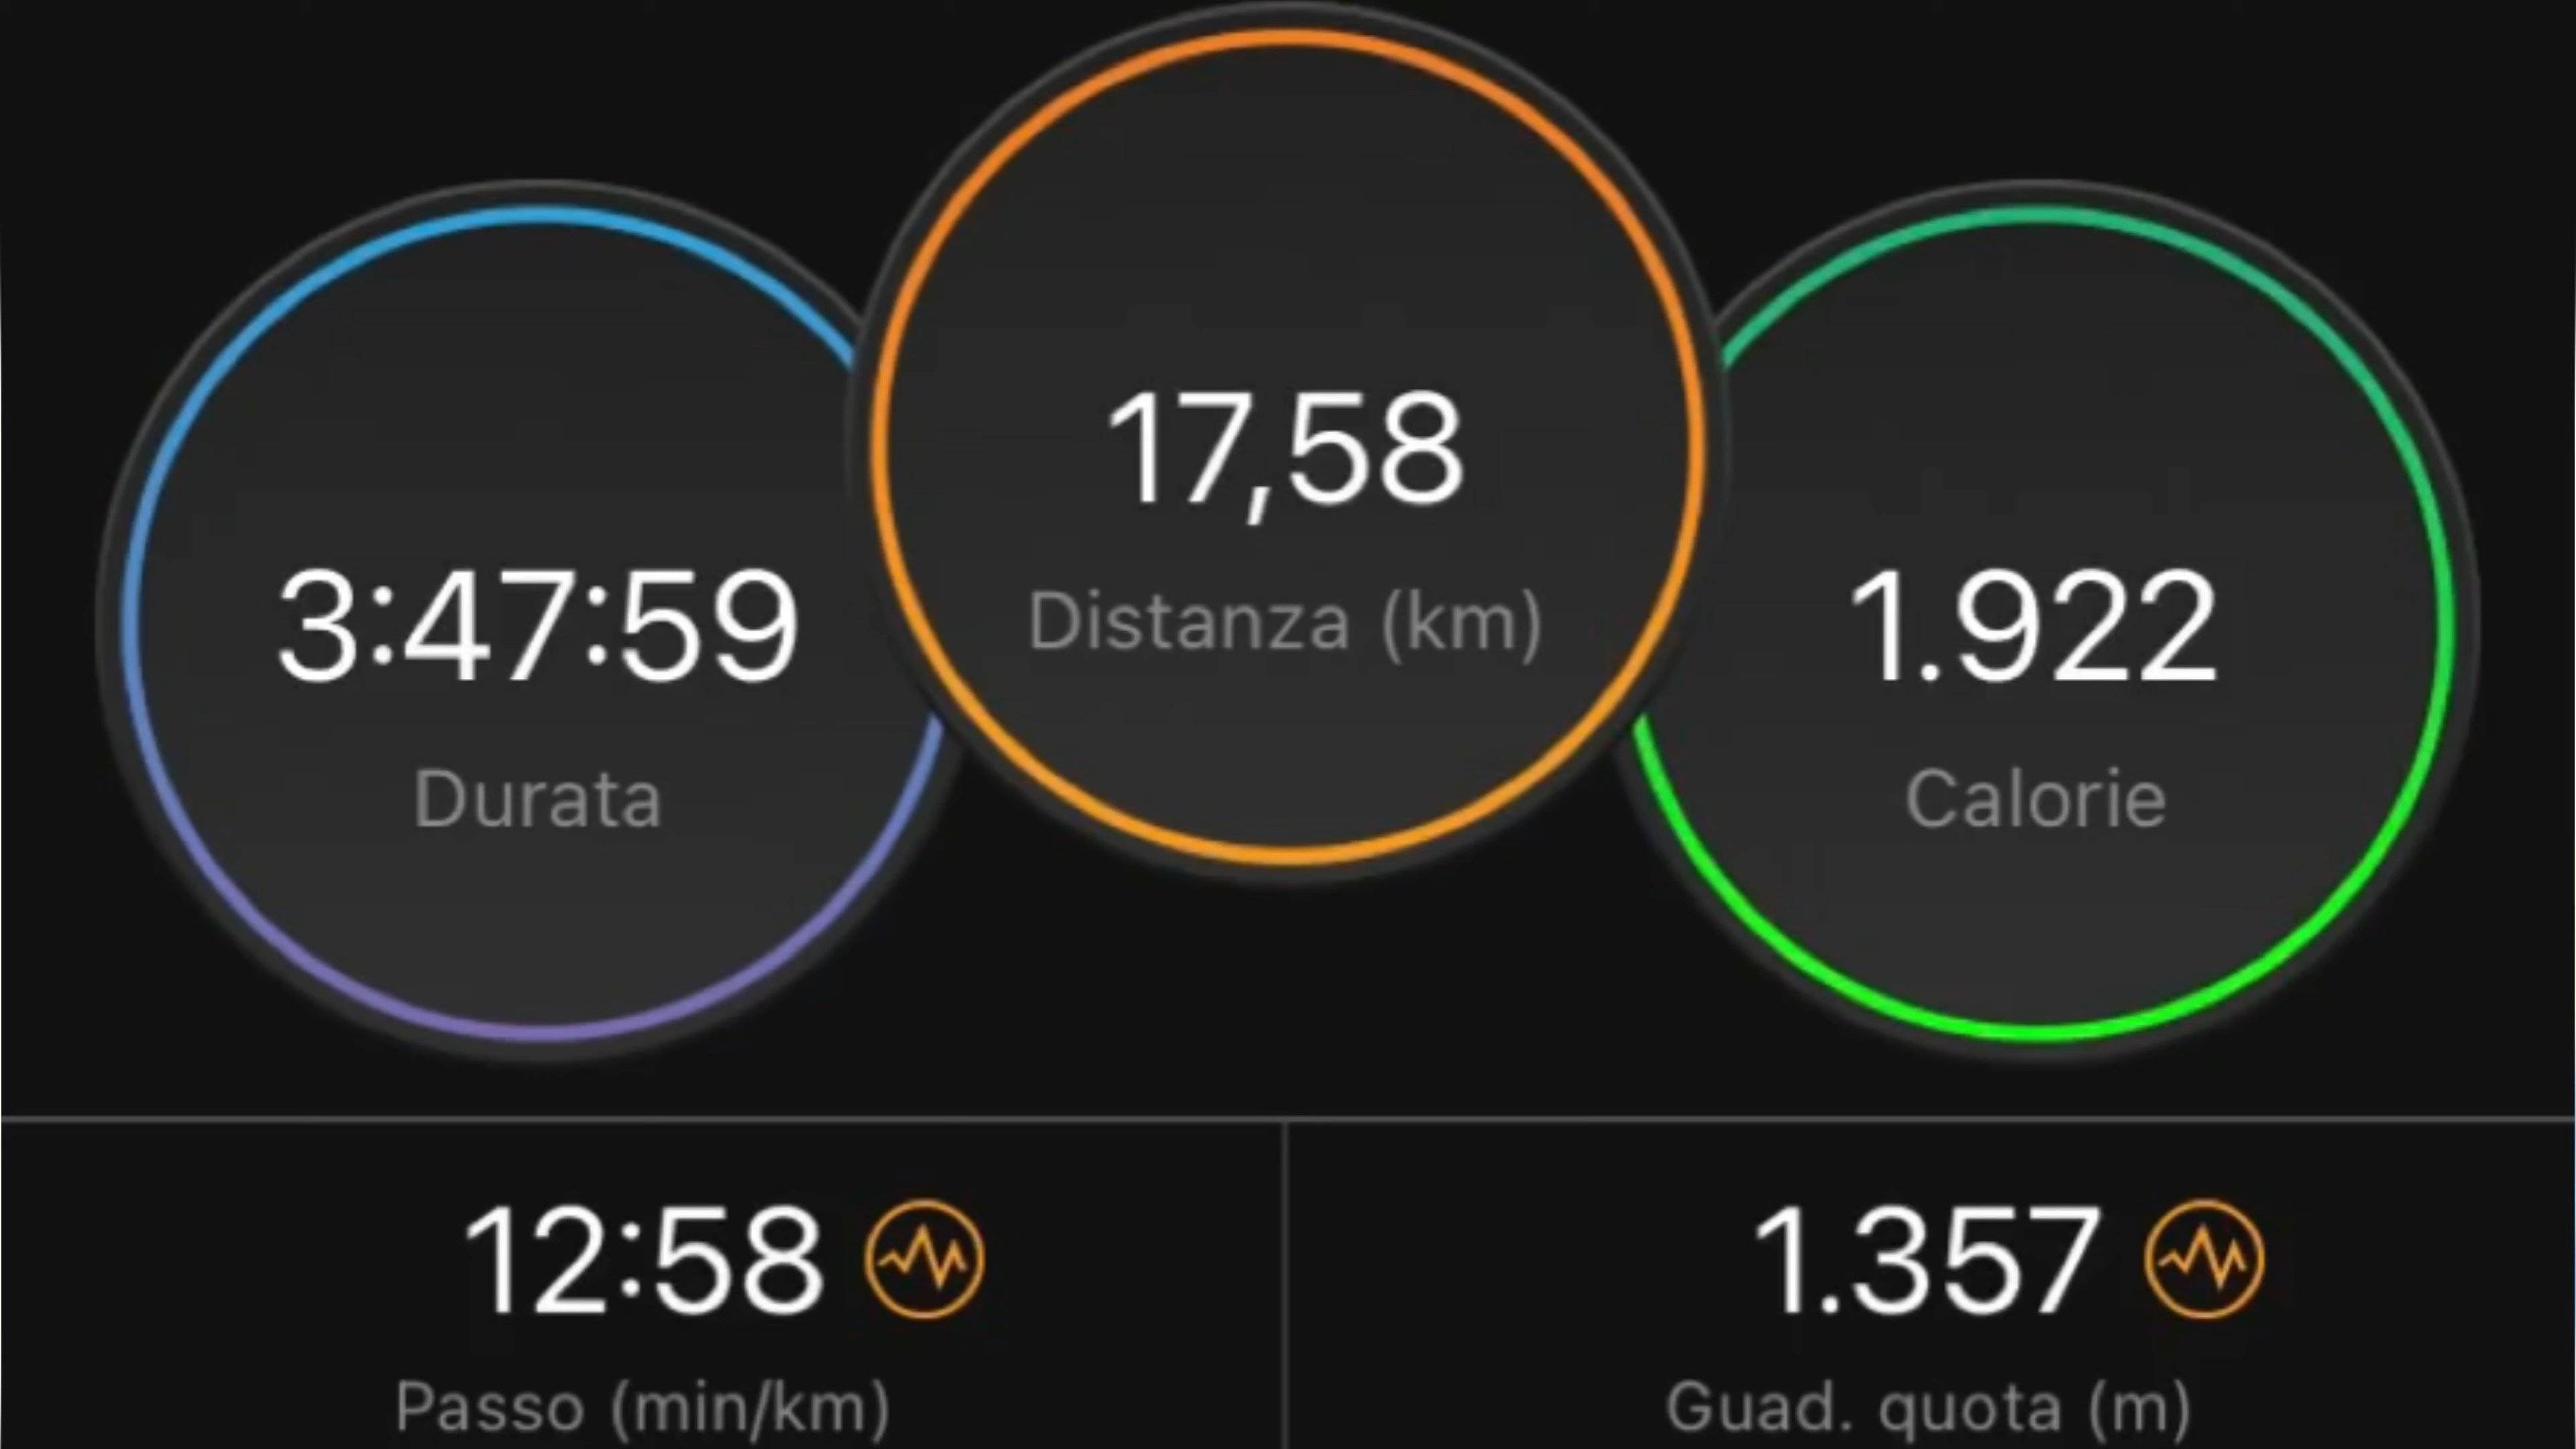 17,58
Distanza (km)
3:47:59
Durata
1.922
Calorie
12:58
Passo (min/km)
1.357
Guad. quota (m)